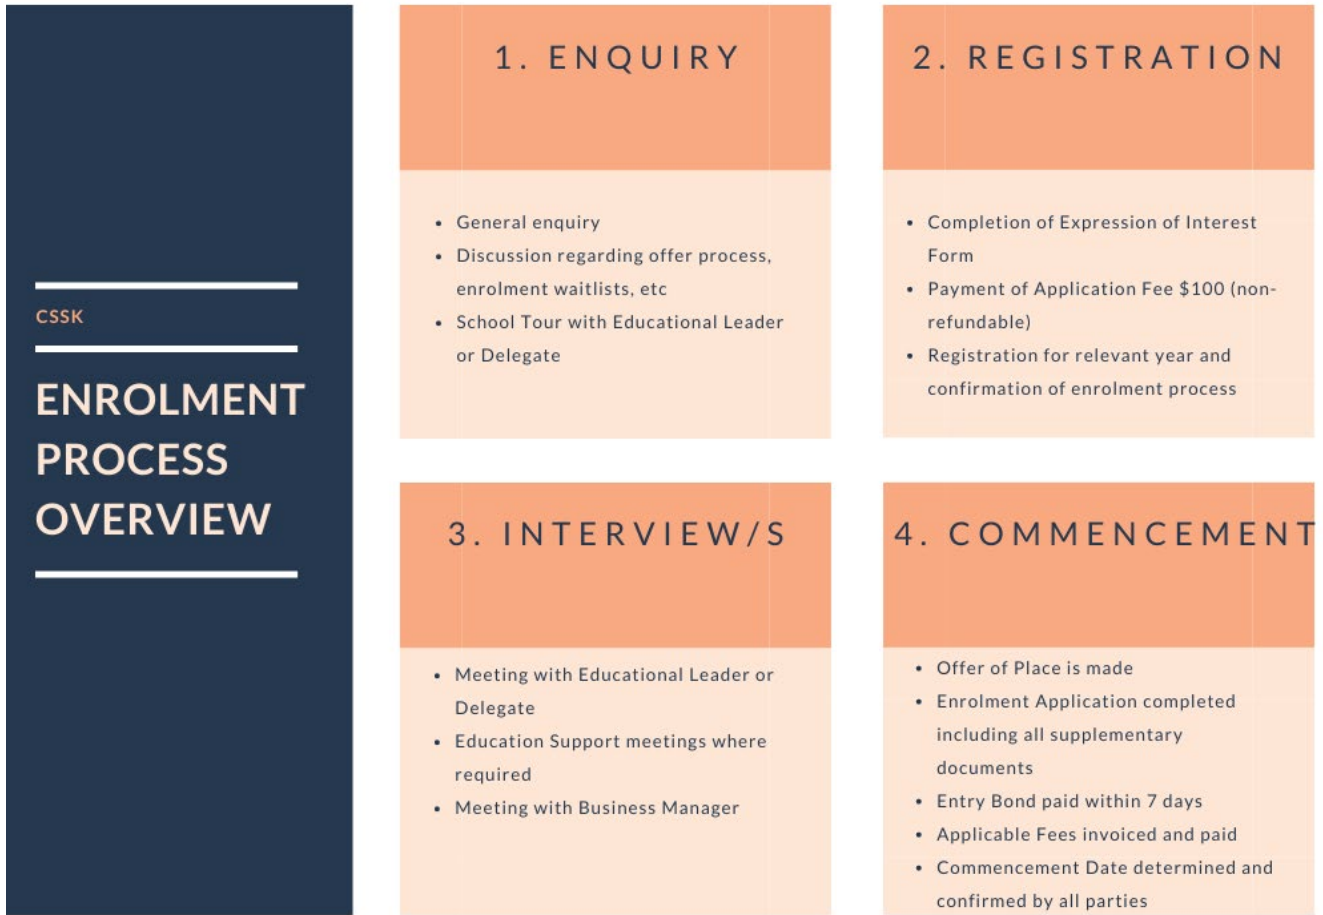 CSSK
ENROLMENT
PROCESS
OVERVIEW
1. ENQUIRY
• General enquiry
• Discussion regarding offer process,
enrolment waitlists, etc
• School Tour with Educational Leader
or Delegate
2. REGISTRATION
• Completion of Expression of Interest
Form
• Payment of Application Fee $100 (non-
refundable)
• Registration for relevant year and
confirmation of enrolment process
3. INTERVIEW/S
• Meeting with Educational Leader or
Delegate
• Education Support meetings where
required
• Meeting with Business Manager
4. COMMENCEMENT
• Offer of Place is made
• Enrolment Application completed
including all supplementary
documents
• Entry Bond paid within 7 days
• Applicable Fees invoiced and paid
• Commencement Date determined and
confirmed by all parties